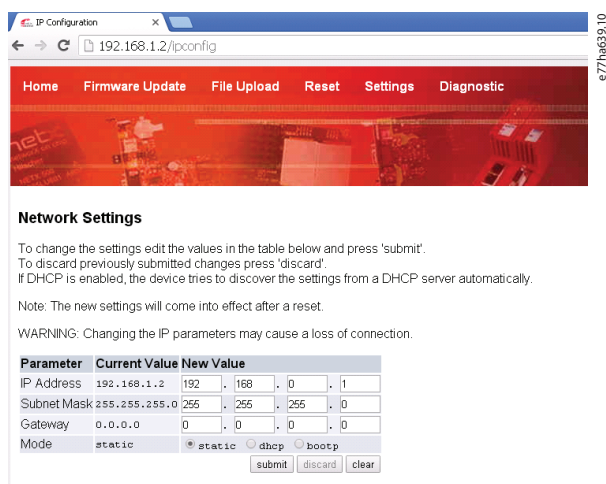 IP Configuration
192.168.1.2/ipconfig
Home Firmware Update File Upload Reset Settings Diagnostic
net
Network Settings
To change the settings edit the values in the table below and press 'submit'.
To discard previously submitted changes press 'discard'.
If DHCP is enabled, the device tries to discover the settings from a DHCP server automatically.
Note: The new settings will come into effect after a reset.
WARNING: Changing the IP parameters may cause a loss of connection.
Parameter Current Value New Value
IP Address 192.168.1.2 192 . 168 . 0 . 1
Subnet Mask 255.255.255.0 255 . 255 . 255 . 0
Gateway 0.0.0.0 0 . 0 . 0 . 0
Mode static static dhcp bootp
submit discard clear
e77ha639.10